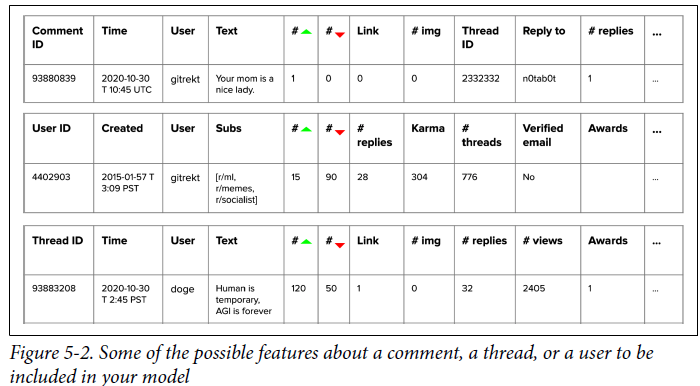 Comment ID Time User Text # # Link # img Thread ID Reply to # replies ...
93880839 2020-10-30 T 10:45 UTC gitrekt Your mom is a nice lady. 1 0 0 0 2332332 n0tab0t 1 ...
User ID Created User Subs # # # replies Karma # threads Verified email Awards ...
4402903 2015-01-57 T 3:09 PST gitrekt [r/ml, r/memes, r/socialist] 15 90 28 304 776 No ...
Thread ID Time User Text # # Link # img # replies # views Awards ...
93883208 2020-10-30 T 2:45 PST doge Human is temporary, AGI is forever 120 50 1 0 32 2405 1 ...
Figure 5-2. Some of the possible features about a comment, a thread, or a user to be
included in your model